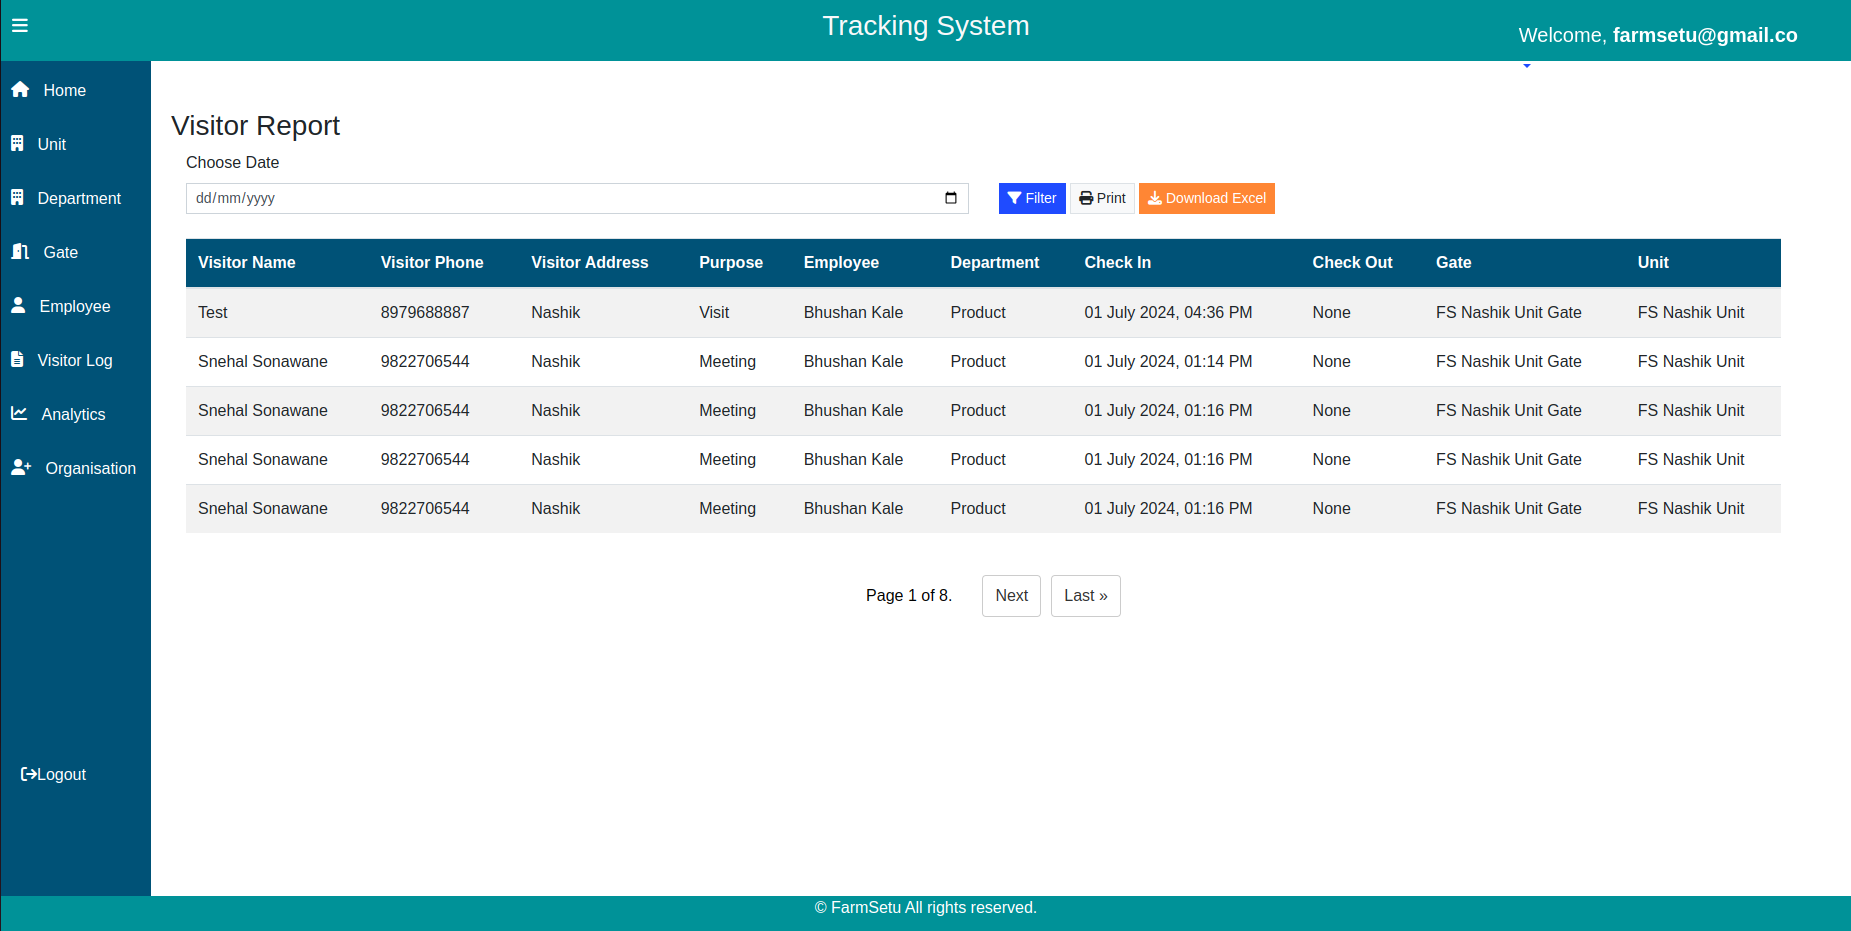 Tracking System
Welcome, farmsetu@gmail.co
Home
Unit
Department
Gate
Employee
Visitor Log
Analytics
Organisation
Logout
Visitor Report
Choose Date
dd/mm/yyyy Filter Print Download Excel
Visitor Name Visitor Phone Visitor Address Purpose Employee Department Check In Check Out Gate Unit
Test 8979688887 Nashik Visit Bhushan Kale Product 01 July 2024, 04:36 PM None FS Nashik Unit Gate FS Nashik Unit
Snehal Sonawane 9822706544 Nashik Meeting Bhushan Kale Product 01 July 2024, 01:14 PM None FS Nashik Unit Gate FS Nashik Unit
Snehal Sonawane 9822706544 Nashik Meeting Bhushan Kale Product 01 July 2024, 01:16 PM None FS Nashik Unit Gate FS Nashik Unit
Snehal Sonawane 9822706544 Nashik Meeting Bhushan Kale Product 01 July 2024, 01:16 PM None FS Nashik Unit Gate FS Nashik Unit
Snehal Sonawane 9822706544 Nashik Meeting Bhushan Kale Product 01 July 2024, 01:16 PM None FS Nashik Unit Gate FS Nashik Unit
Page 1 of 8. Next Last »
© FarmSetu All rights reserved.